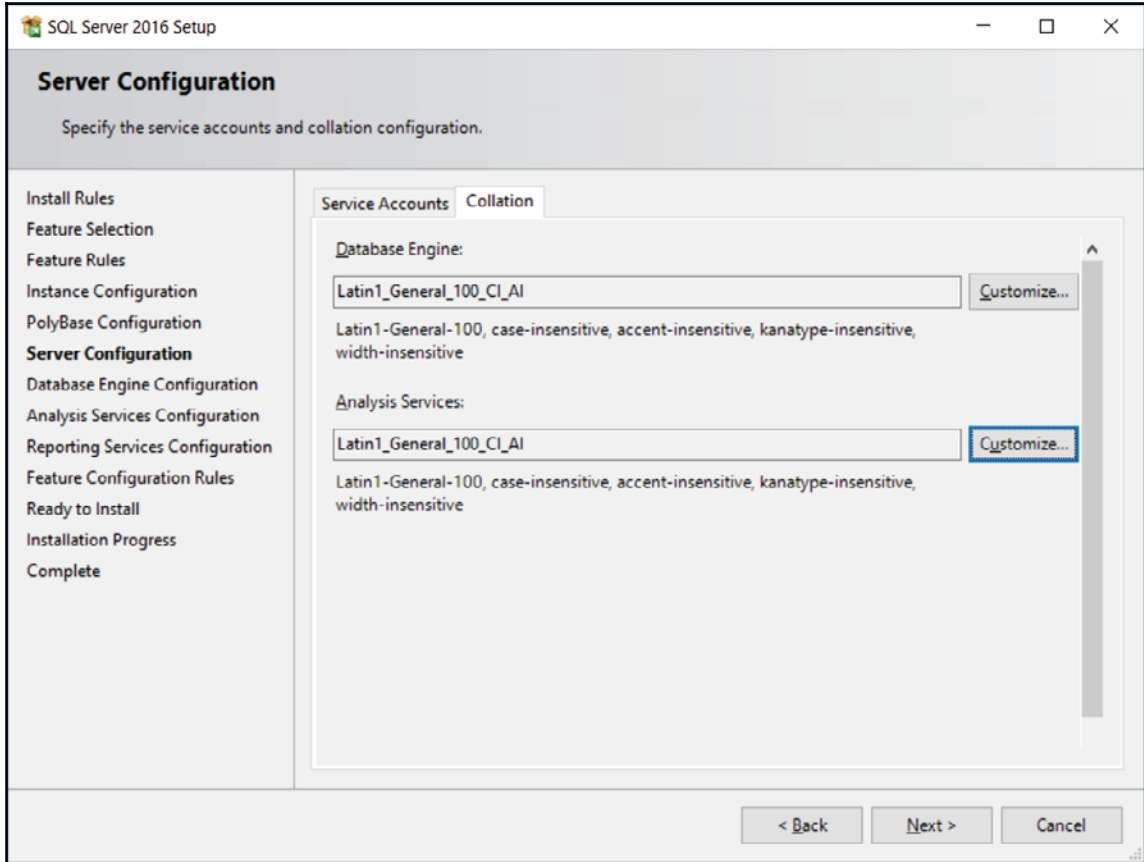 SQL Server 2016 Setup
Server Configuration
Specify the service accounts and collation configuration.
Install Rules
Feature Selection
Feature Rules
Instance Configuration
PolyBase Configuration
Server Configuration
Database Engine Configuration
Analysis Services Configuration
Reporting Services Configuration
Feature Configuration Rules
Ready to Install
Installation Progress
Complete
Service Accounts Collation
Database Engine:
Latin1_General_100_CI_AI Customize...
Latin1-General-100, case-insensitive, accent-insensitive, kanatype-insensitive,
width-insensitive
Analysis Services:
Latin1_General_100_CI_AI Customize...
Latin1-General-100, case-insensitive, accent-insensitive, kanatype-insensitive,
width-insensitive
< Back Next > Cancel